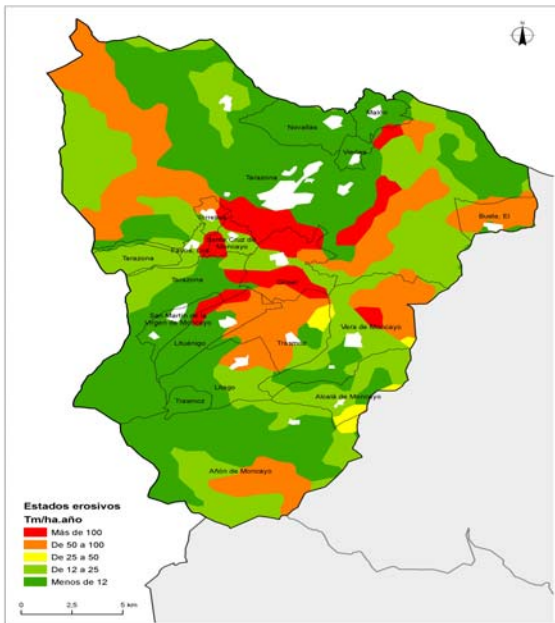 N
Novallas
Malón
Vierlas
Tarazona
Torrellas
Buste, El
Santa Cruz de
Moncayo
Tarazona
Tarazona
San Martín de la
Virgen de Moncayo
Vera de Moncayo
Trasmoz
Lituénigo
Litago
Trasmoz
Alcalá de Moncayo
Añón de Moncayo
Estados erosivos
Tm/ha.año
Más de 100
De 50 a 100
De 25 a 50
De 12 a 25
Menos de 12
0
2,5
5 km